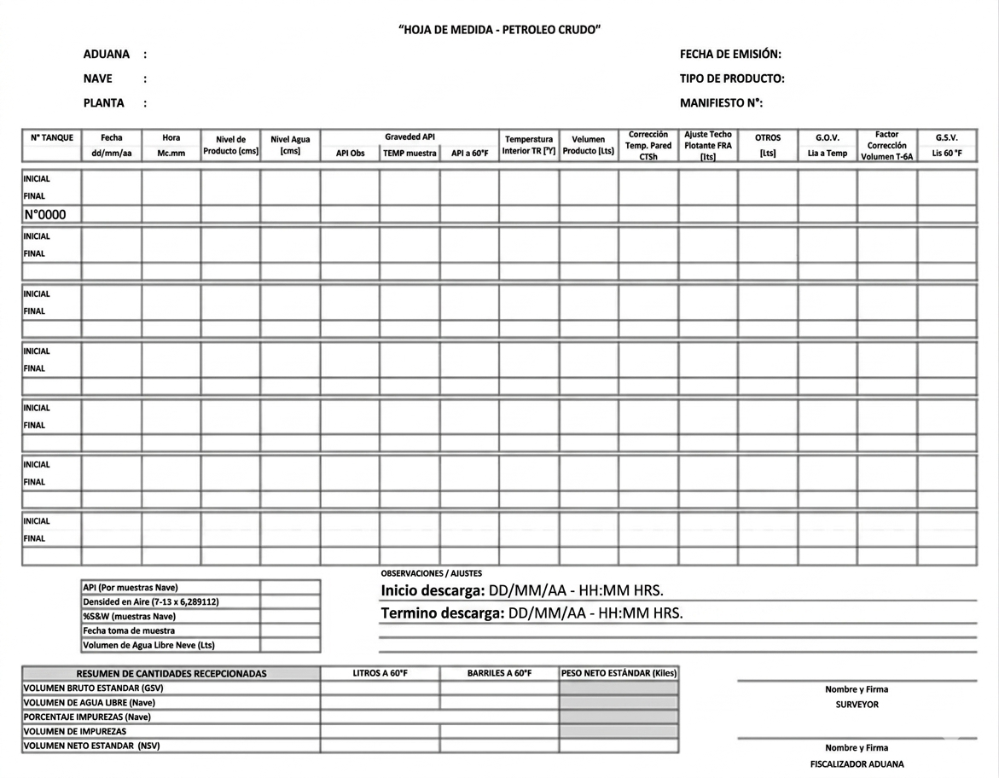 “HOJA DE MEDIDA - PETROLEO CRUDO”
ADUANA :
FECHA DE EMISIÓN:
NAVE :
TIPO DE PRODUCTO:
PLANTA :
MANIFIESTO N°:
N° TANQUE
Fecha
dd/mm/aa
Hora
Mc.mm
Nivel de
Producto [cms]
Nivel Agua
[cms]
Graveded API
API Obs
TEMP muestra
API a 60°F
Temperstura
Interior TR [°Y]
Volumen
Producto [Lts]
Corrección
Temp. Pared
CTSh
Ajuste Techo
Plotante FRA
[Its]
OTROS
[Lts]
G.O.V.
Lia a Temp
Factor
Corrección
Volumen T-6A
G.S.V.
Lis 60 °F
INICIAL
FINAL
N°0000
INICIAL
FINAL
INICIAL
FINAL
INICIAL
FINAL
INICIAL
FINAL
INICIAL
FINAL
INICIAL
FINAL
API (Por muestras Nave)
Densided en Aire (7-13 x 6,289112)
%S&W (muestras Nave)
Fecha toma de muestra
Volumen de Agua Libre Neve (Lts)
OBSERVACIONES / AJUSTES
Inicio descarga: DD/MM/AA - HH:MM HRS.
Termino descarga: DD/MM/AA - HH:MM HRS.
RESUMEN DE CANTIDADES RECEPCIONADAS
LITROS A 60°F
BARRILES A 60°F
PESO NETO ESTÁNDAR (Kiles)
VOLUMEN BRUTO ESTANDAR (GSV)
VOLUMEN DE AGUA LIBRE (Nave)
PORCENTAJE IMPUREZAS (Nave)
VOLUMEN DE IMPUREZAS
VOLUMEN NETO ESTANDAR (NSV)
Nombre y Firma
SURVEYOR
Nombre y Firma
FISCALIZADOR ADUANA